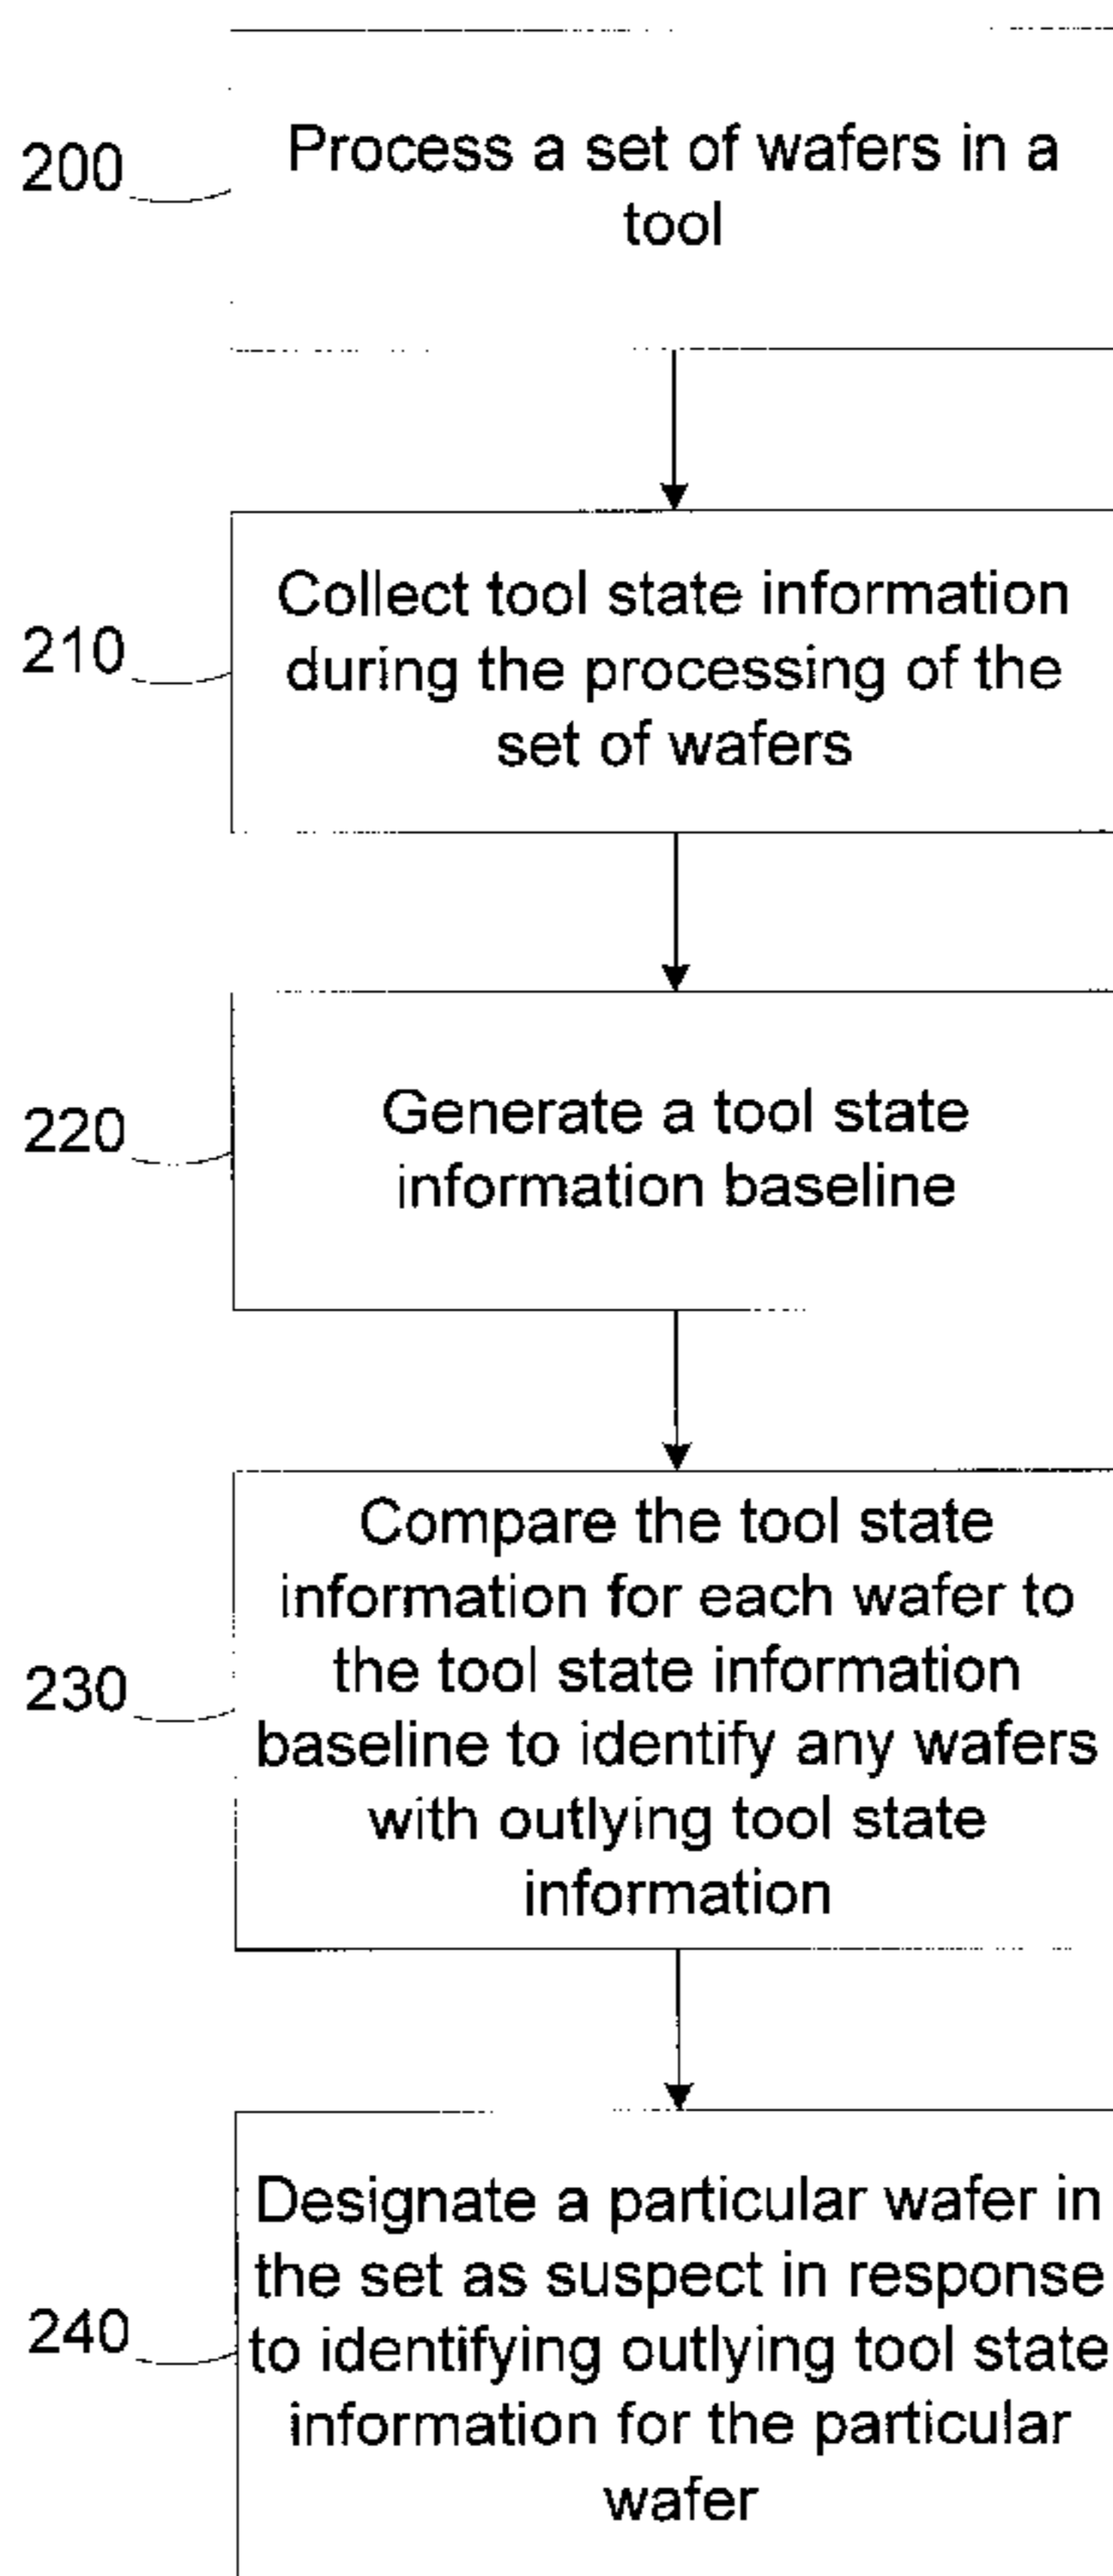 200
Process a set of wafers in a
tool
210
Collect tool state information
during the processing of the
set of wafers
220
Generate a tool state
information baseline
230
Compare the tool state
information for each wafer to
the tool state information
baseline to identify any wafers
with outlying tool state
information
240
Designate a particular wafer in
the set as suspect in response
to identifying outlying tool state
information for the particular
wafer